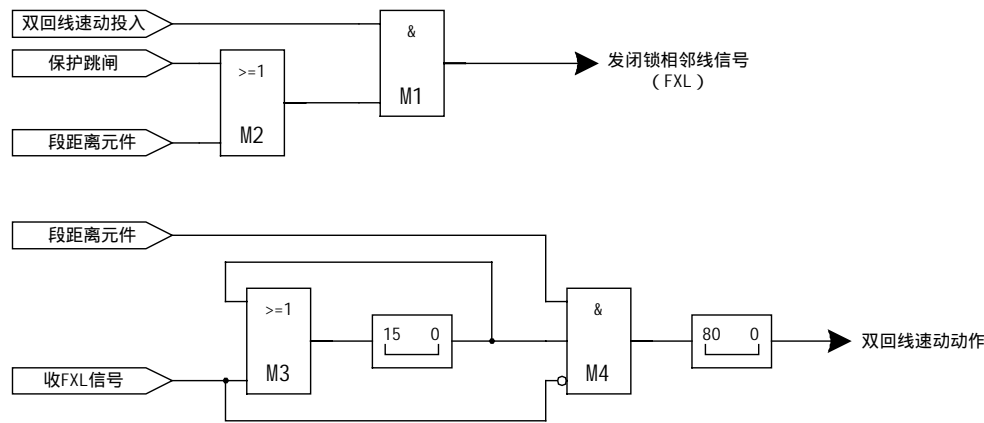 双回线速动投入
&
保护跳闸
>=1
发闭锁相邻线信号
（FXL）
M1
段距离元件
M2
段距离元件
>=1
&
15 0
80 0
双回线速动动作
收FXL信号
M3
M4